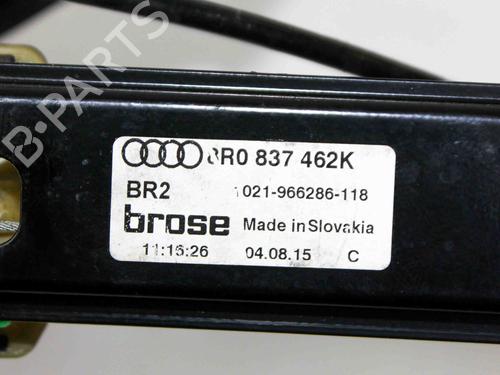 8R0 837 462K
BR2 1021-966286-118
brose Made in Slovakia
11:16:26 04.08.15 C
B-PARTS